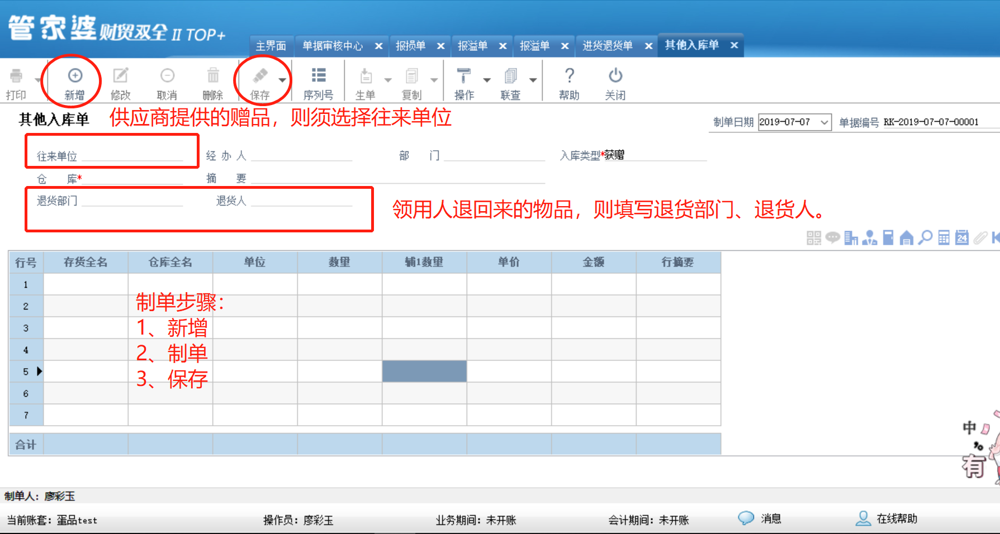 管家婆 财贸双全 II TOP+
主界面 单据审核中心 × 报损单 × 报溢单 × 报溢单 × 进货退货单 × 其他入库单 ×
打印 新增 修改 取消 删除 保存 序列号 生单 复制 操作 联查 帮助 关闭
其他入库单 供应商提供的赠品，则须选择往来单位 制单日期 2019-07-07 单据编号 RK-2019-07-07-00001
往来单位 经办人 部门 入库类型*获赠
仓库* 摘要
退货部门 退货人
领用人退回来的物品，则填写退货部门、退货人。
24
行号 存货全名 仓库全名 单位 数量 辅1数量 单价 金额 行摘要
1
2
3
4
5
6
7
制单步骤：
1、新增
2、制单
3、保存
合计
中
有
制单人：廖彩玉
当前账套：蛋品test 操作员：廖彩玉 业务期间：未开账 会计期间：未开账 消息 在线帮助